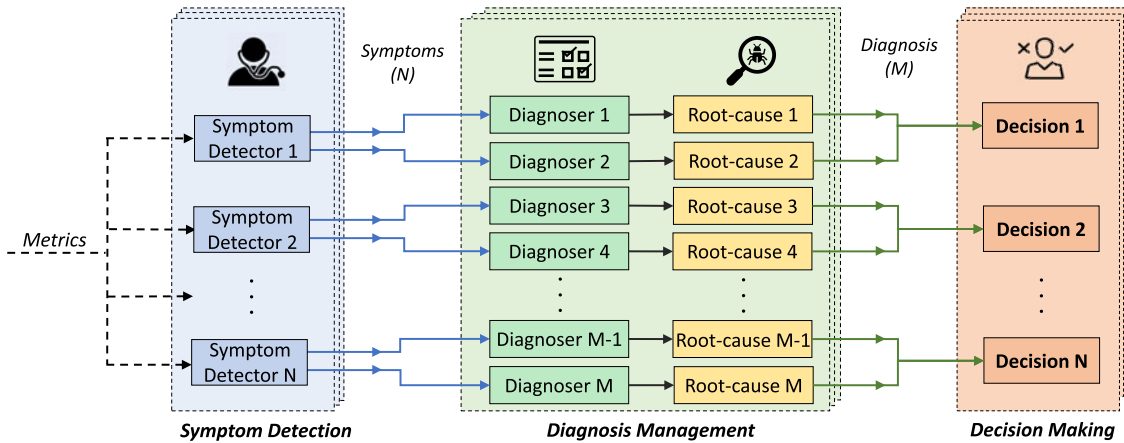 Symptoms
(N)
Diagnosis
(M)
Metrics
Symptom
Detector 1
Symptom
Detector 2
Symptom
Detector N
Diagnoser 1
Root-cause 1
Diagnoser 2
Root-cause 2
Diagnoser 3
Root-cause 3
Diagnoser 4
Root-cause 4
Diagnoser M-1
Root-cause M-1
Diagnoser M
Root-cause M
Decision 1
Decision 2
Decision N
Symptom Detection
Diagnosis Management
Decision Making